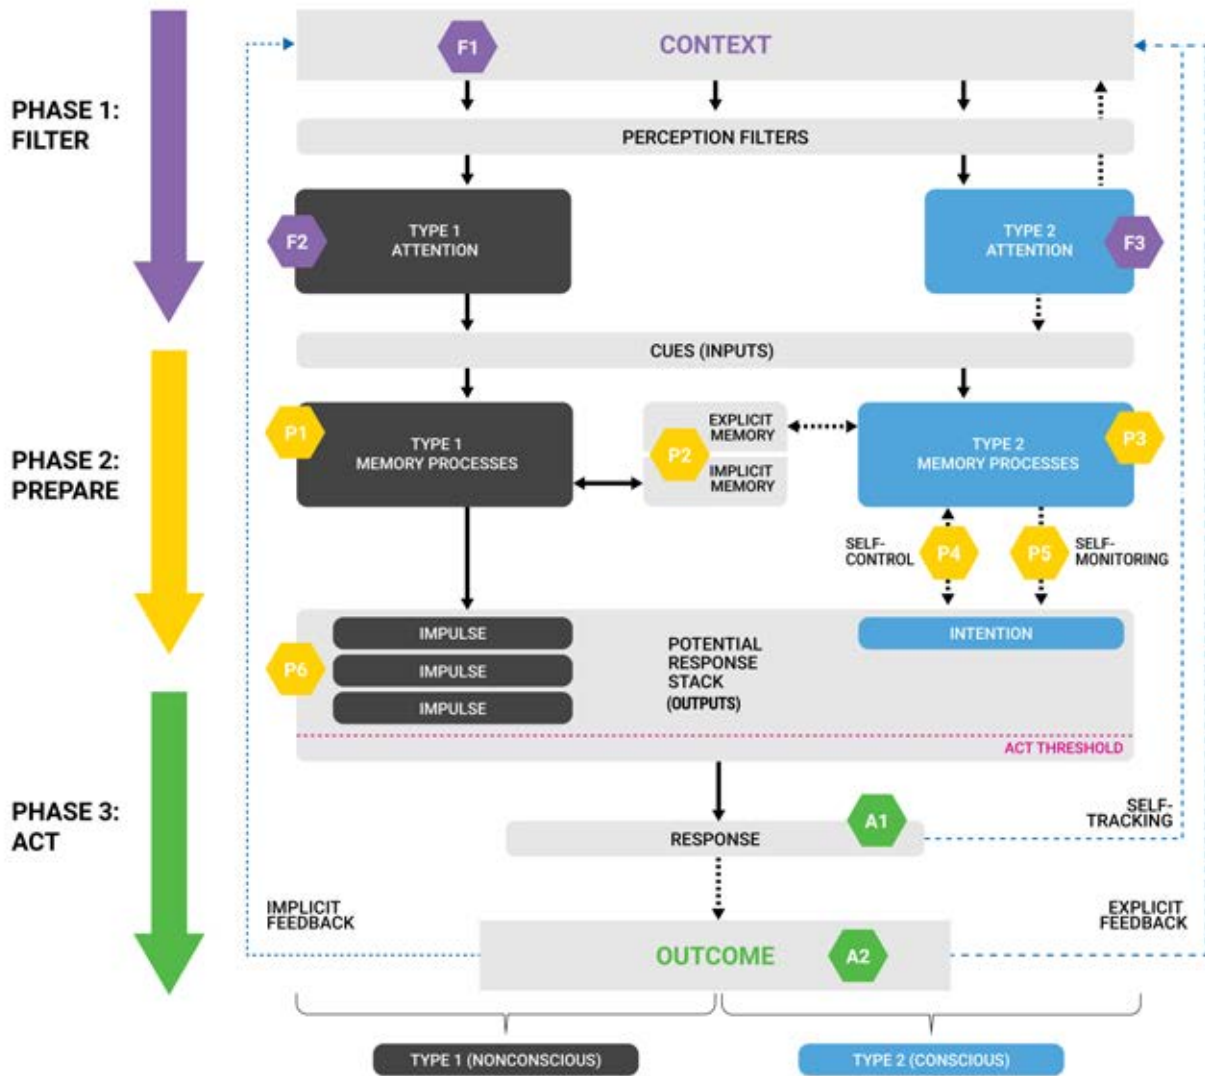 F1
CONTEXT
PHASE 1:
FILTER
PERCEPTION FILTERS
F2
TYPE 1
ATTENTION
TYPE 2
ATTENTION
F3
CUES (INPUTS)
PHASE 2:
PREPARE
P1
TYPE 1
MEMORY PROCESSES
P2
EXPLICIT
MEMORY
IMPLICIT
MEMORY
TYPE 2
MEMORY PROCESSES
P3
SELF-
CONTROL
P4
P5
SELF-
MONITORING
P6
IMPULSE
IMPULSE
IMPULSE
POTENTIAL
RESPONSE
STACK
(OUTPUTS)
INTENTION
ACT THRESHOLD
PHASE 3:
ACT
RESPONSE
A1
SELF-
TRACKING
IMPLICIT
FEEDBACK
EXPLICIT
FEEDBACK
OUTCOME
A2
TYPE 1 (NONCONSCIOUS)
TYPE 2 (CONSCIOUS)